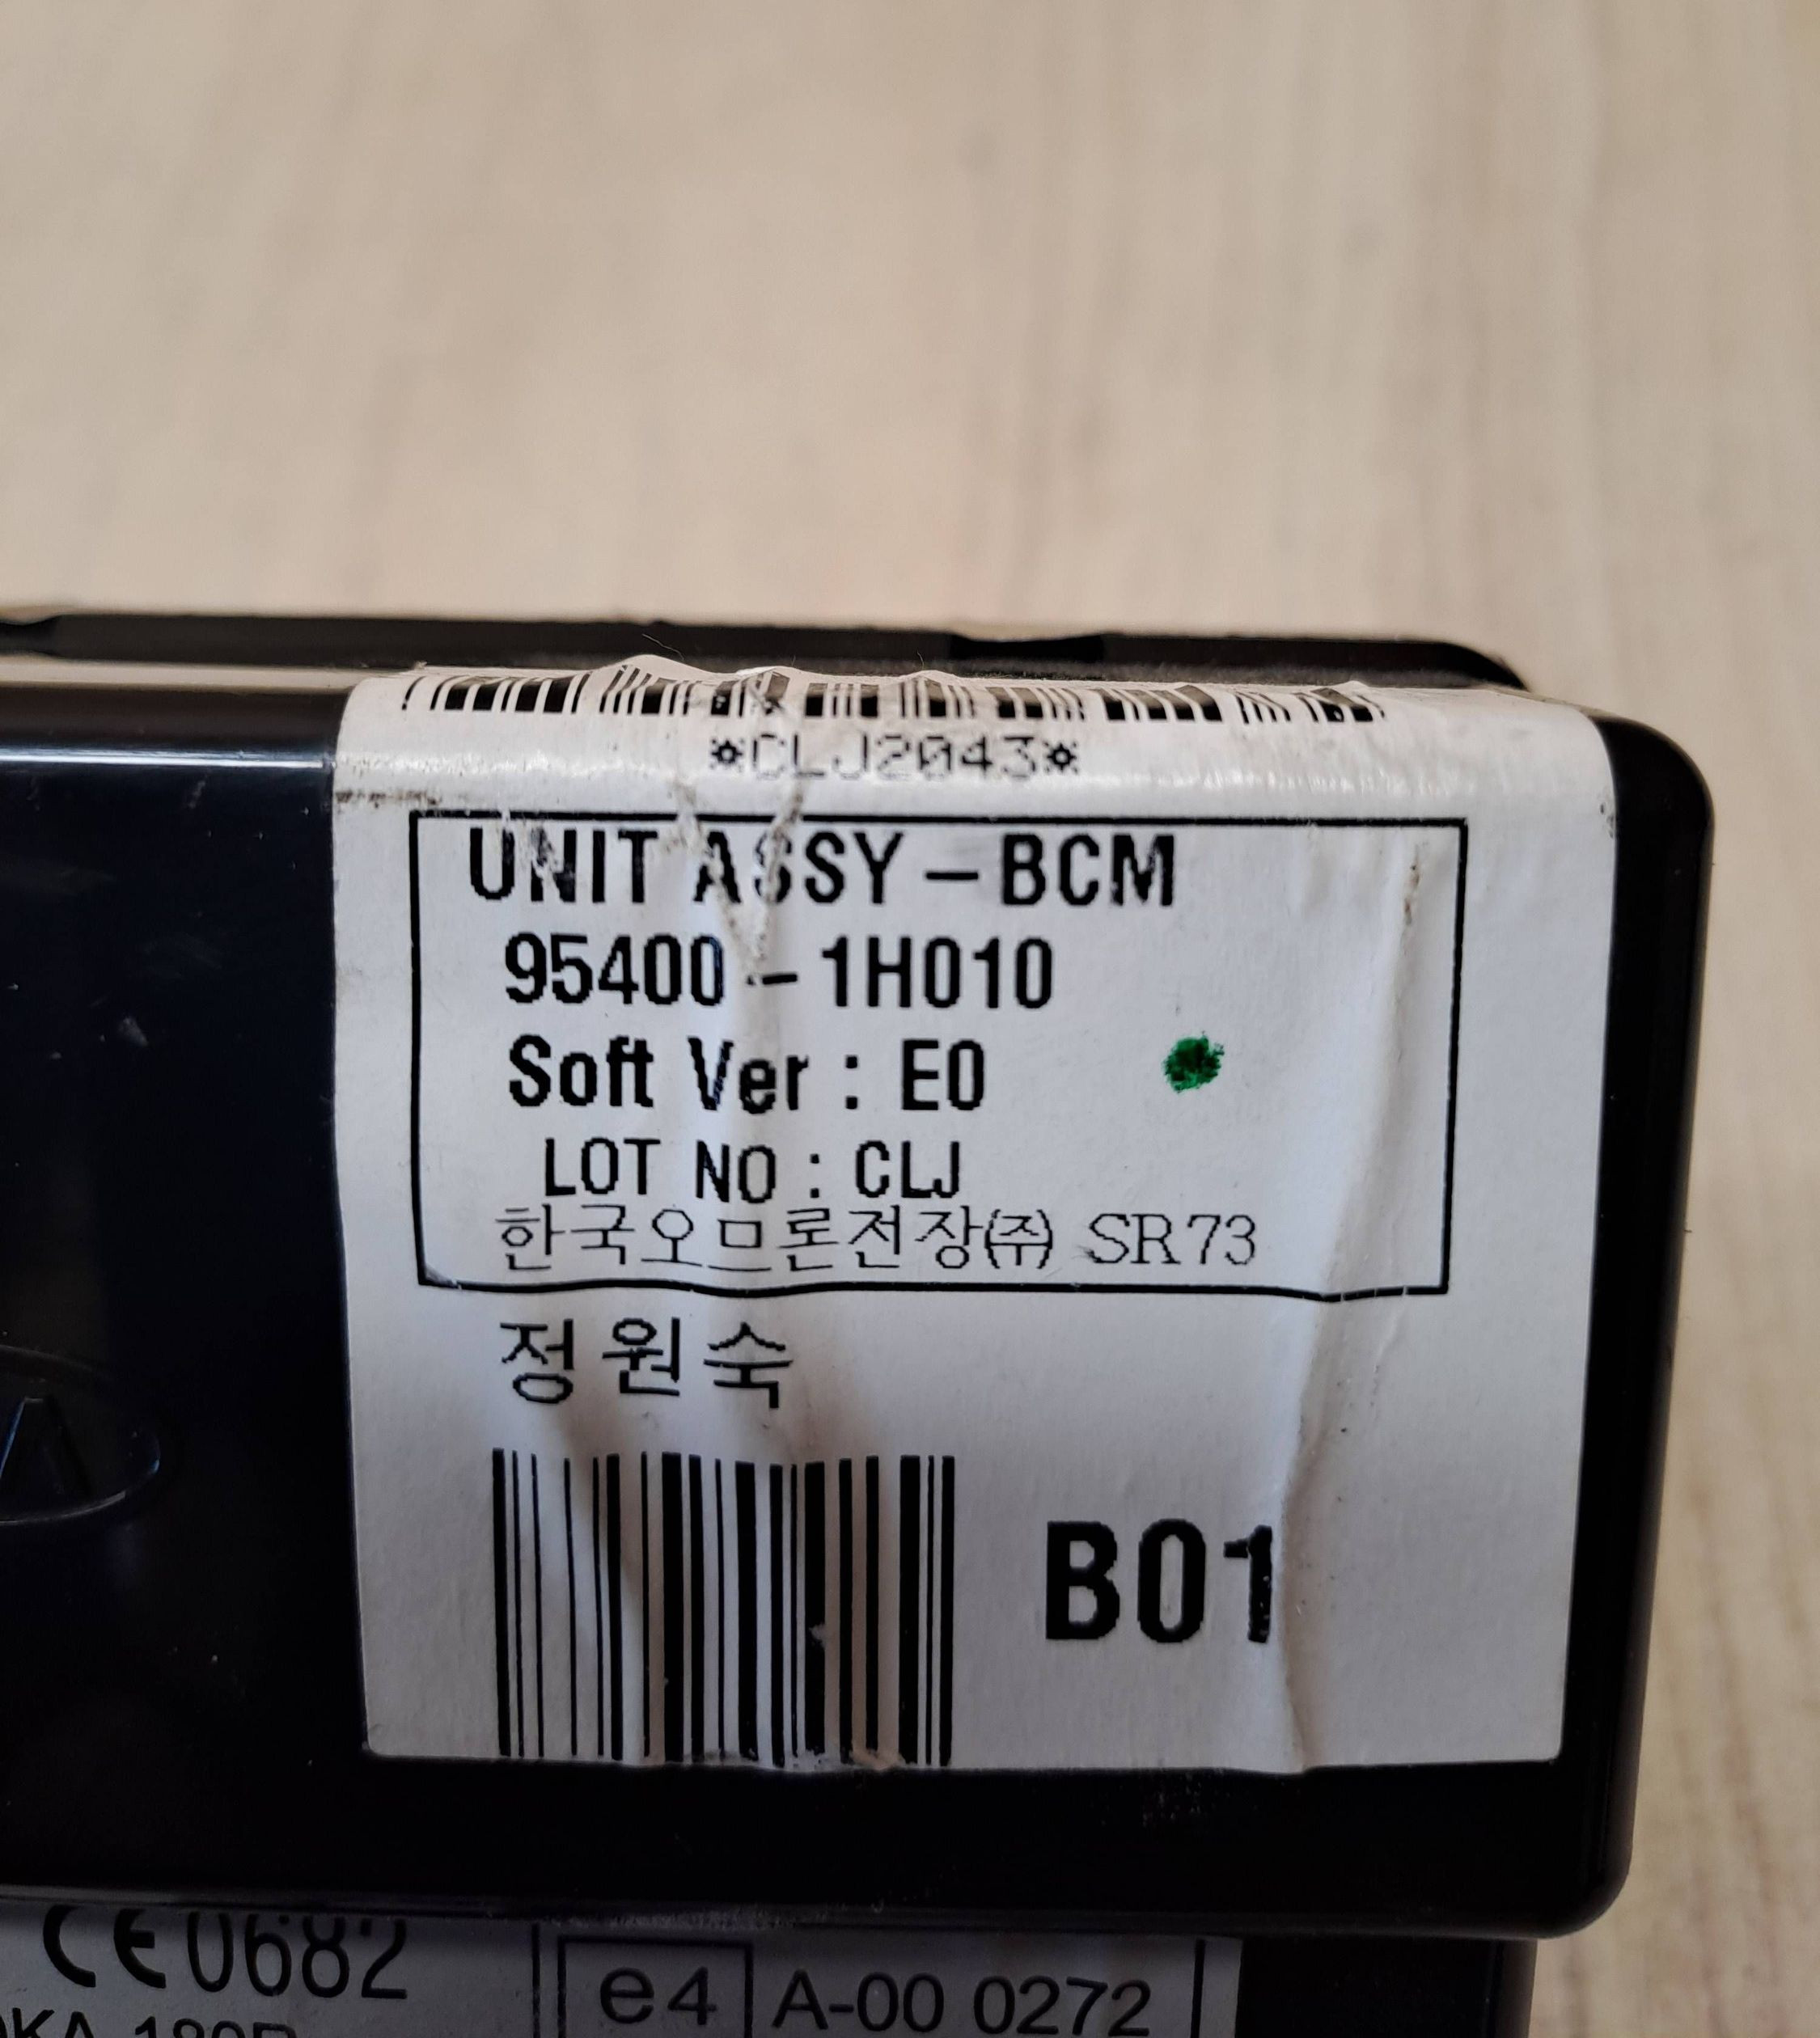 *CLJ2043*
UNIT ASSY-BCM
95400-1H010
Soft Ver : E0
LOT NO : CLJ
한국오므론전장㈜ SR73
정원숙
B01
CE0682
e4 A-00 0272